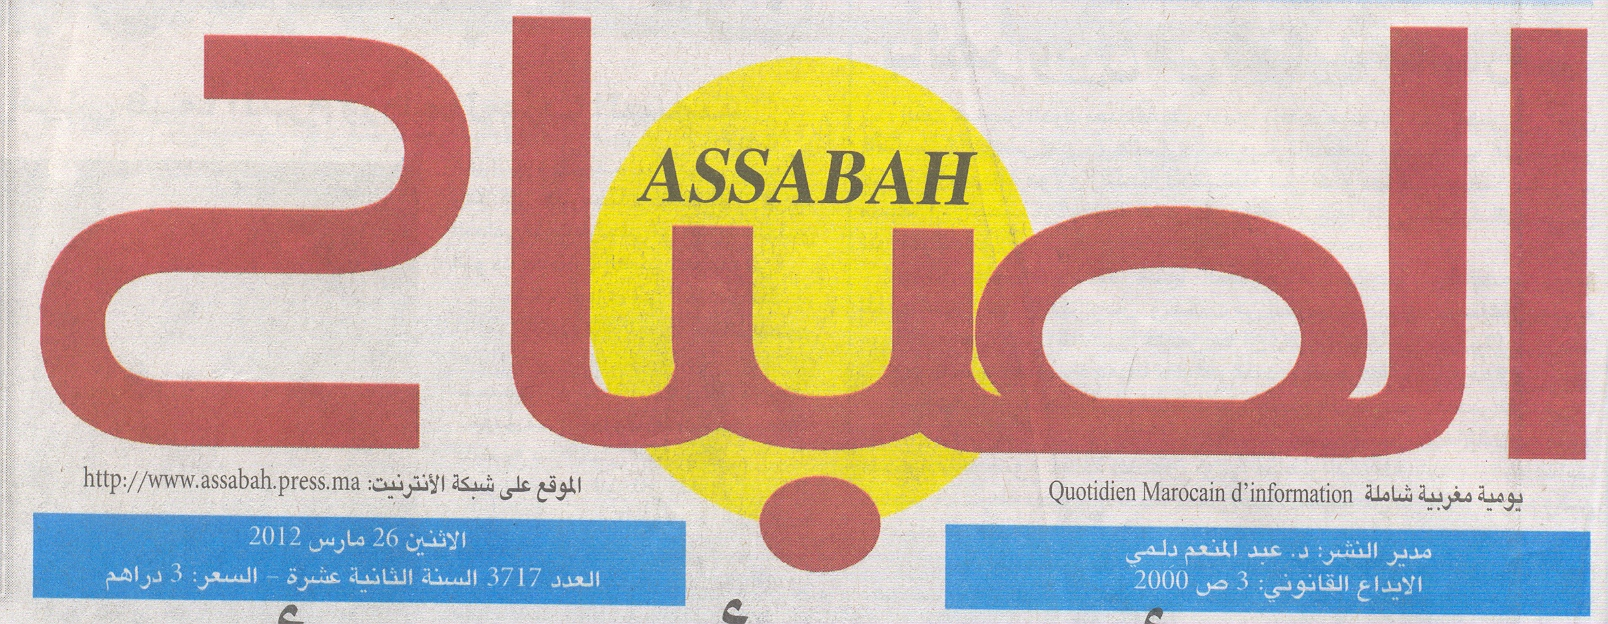 الصباح
ASSABAH
يومية مغربية شاملة Quotidien Marocain d'information
الموقع على شبكة الأنترنيت: http://www.assabah.press.ma
مدير النشر: د. عبد المنعم دلمي
الايداع القانوني: 3 ص 2000
الاثنين 26 مارس 2012
العدد 3717 السنة الثانية عشرة - السعر: 3 دراهم